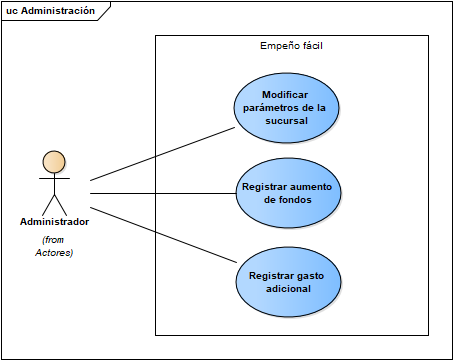 uc Administración
Empeño fácil
Modificar
parámetros de la
sucursal
Registrar aumento
de fondos
Administrador
(from
Actores)
Registrar gasto
adicional